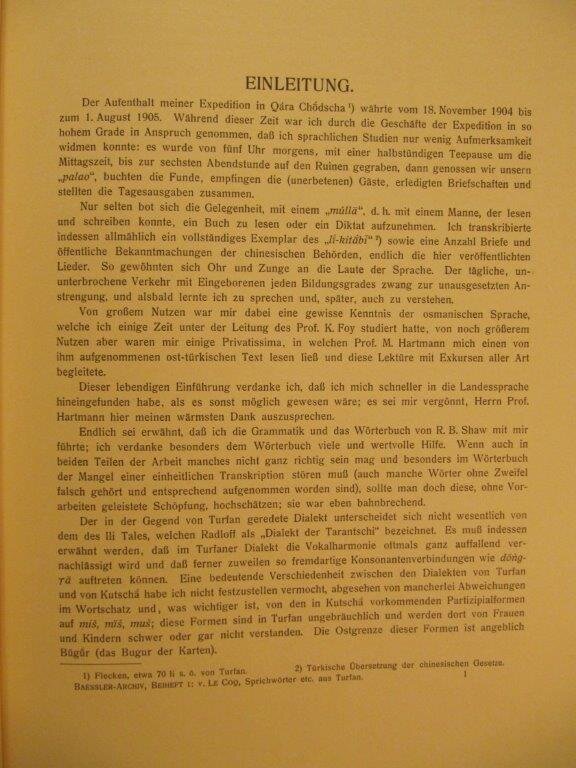 EINLEITUNG.
Der Aufenthalt meiner Expedition in Qára Chődscha ¹) währte vom 18. November 1904 bis
zum 1. August 1905. Während dieser Zeit war ich durch die Geschäfte der Expedition in so
hohem Grade in Anspruch genommen, daß ich sprachlichen Studien nur wenig Aufmerksamkeit
widmen konnte: es wurde von fünf Uhr morgens, mit einer halbstündigen Teepause um die
Mittagszeit, bis zur sechsten Abendstunde auf den Ruinen gegraben, dann genossen wir unsern
„palao", buchten die Funde, empfingen die (unerbetenen) Gäste, erledigten Briefschaften und
stellten die Tagesausgaben zusammen.
Nur selten bot sich die Gelegenheit, mit einem „múllā", d. h. mit einem Manne, der lesen
und schreiben konnte, ein Buch zu lesen oder ein Diktat aufzunehmen. Ich transkribierte
indessen allmählich ein vollständiges Exemplar des „lí-kitābī" ²) sowie eine Anzahl Briefe und
öffentliche Bekanntmachungen der chinesischen Behörden, endlich die hier veröffentlichten
Lieder. So gewöhnten sich Ohr und Zunge an die Laute der Sprache. Der tägliche, un-
unterbrochene Verkehr mit Eingeborenen jeden Bildungsgrades zwang zur unausgesetzten An-
strengung, und alsbald lernte ich zu sprechen und, später, auch zu verstehen.
Von großem Nutzen war mir dabei eine gewisse Kenntnis der osmanischen Sprache,
welche ich einige Zeit unter der Leitung des Prof. K. Foy studiert hatte, von noch größerem
Nutzen aber waren mir einige Privatissima, in welchen Prof. M. Hartmann mich einen von
ihm aufgenommenen ost-türkischen Text lesen ließ und diese Lektüre mit Exkursen aller Art
begleitete.
Dieser lebendigen Einführung verdanke ich, daß ich mich schneller in die Landessprache
hineingefunden habe, als es sonst möglich gewesen wäre; es sei mir vergönnt, Herrn Prof.
Hartmann hier meinen wärmsten Dank auszusprechen.
Endlich sei erwähnt, daß ich die Grammatik und das Wörterbuch von R. B. Shaw mit mir
führte; ich verdanke besonders dem Wörterbuch viele und wertvolle Hilfe. Wenn auch in
beiden Teilen der Arbeit manches nicht ganz richtig sein mag und besonders im Wörterbuch
der Mangel einer einheitlichen Transkription stören muß (auch manche Wörter ohne Zweifel
falsch gehört und entsprechend aufgenommen worden sind), sollte man doch diese, ohne Vor-
arbeiten geleistete Schöpfung, hochschätzen; sie war eben bahnbrechend.
Der in der Gegend von Turfan geredete Dialekt unterscheidet sich nicht wesentlich von
dem des Ili Tales, welchen Radloff als „Dialekt der Tarantschi" bezeichnet. Es muß indessen
erwähnt werden, daß im Turfaner Dialekt die Vokalharmonie oftmals ganz auffallend ver-
nachlässigt wird und daß ferner zuweilen so fremdartige Konsonantenverbindungen wie döng-
rā auftreten können. Eine bedeutende Verschiedenheit zwischen den Dialekten von Turfan
und von Kutschá habe ich nicht festzustellen vermocht, abgesehen von mancherlei Abweichungen
im Wortschatz und, was wichtiger ist, von den in Kutschá vorkommenden Partizipialformen
auf miš, mīš, muš; diese Formen sind in Turfan ungebräuchlich und werden dort von Frauen
und Kindern schwer oder gar nicht verstanden. Die Ostgrenze dieser Formen ist angeblich
Būgŭr (das Bugur der Karten).
1) Flecken, etwa 70 li s. ö. von Turfan. 2) Türkische Übersetzung der chinesischen Gesetze.
BAESSLER-ARCHIV, BEIHEFT 1: v. LE COQ, Sprichwörter etc. aus Turfan. 1